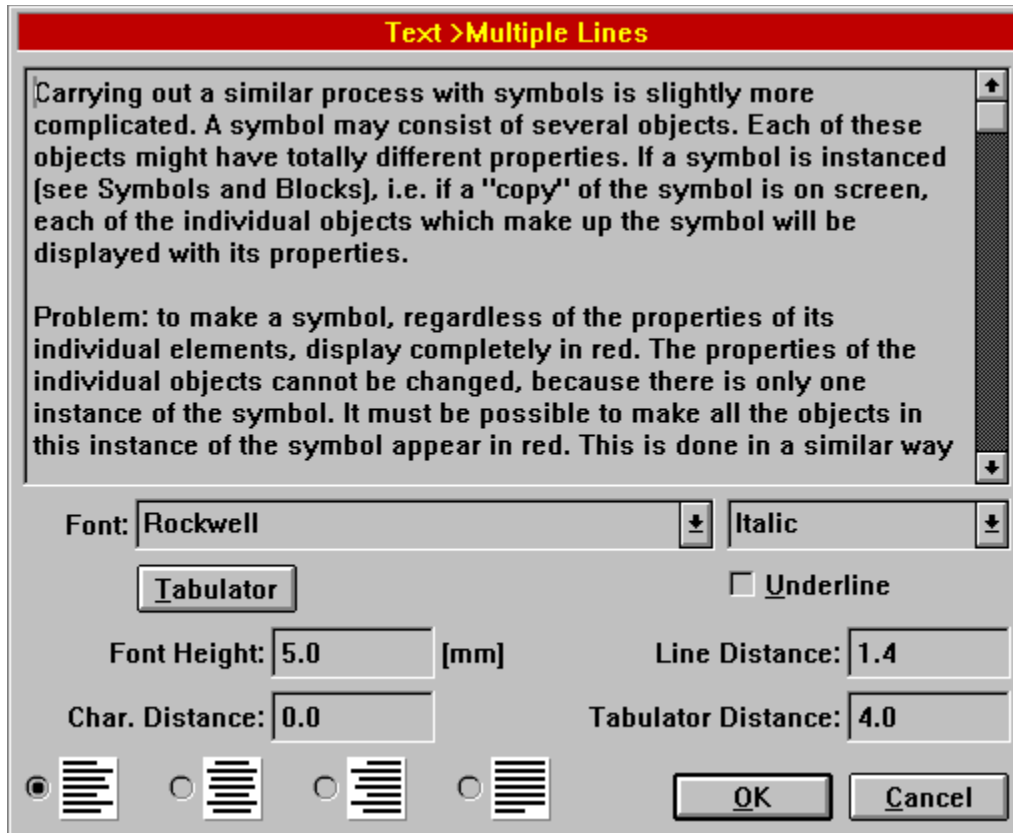 Text >Multiple Lines
Carrying out a similar process with symbols is slightly more
complicated. A symbol may consist of several objects. Each of these
objects might have totally different properties. If a symbol is instanced
(see Symbols and Blocks), i.e. if a "copy" of the symbol is on screen,
each of the individual objects which make up the symbol will be
displayed with its properties.
Problem: to make a symbol, regardless of the properties of its
individual elements, display completely in red. The properties of the
individual objects cannot be changed, because there is only one
instance of the symbol. It must be possible to make all the objects in
this instance of the symbol appear in red. This is done in a similar way
Font: Rockwell Italic
Tabulator Underline
Font Height: 5.0 [mm] Line Distance: 1.4
Char. Distance: 0.0 Tabulator Distance: 4.0
OK Cancel